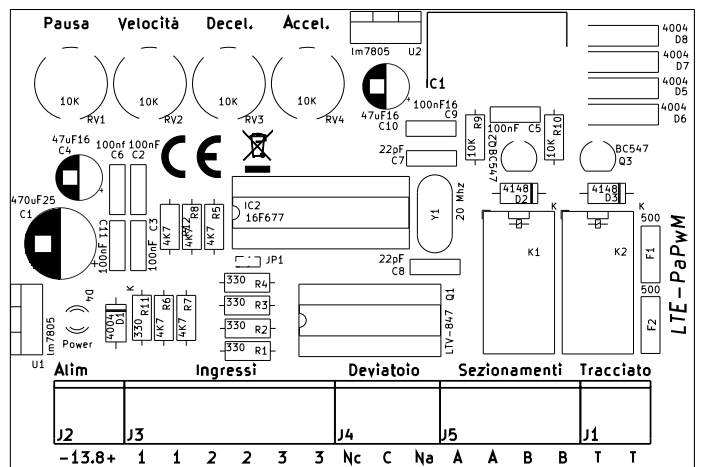 Pausa Velocità Decel. Accel.
lm7805 U2
4004
D8
4004
D7
4004
D5
4004
D6
10K 10K 10K 10K
RV1 RV2 RV3 RV4
IC1
47uF16
C10
100nF16
C9
R9
10K
100nF C5
R10
10K
Q2BC547
BC547
Q3
22pF
C7
47uF16
C4
100nf 100nF
C6 C2
CE
470uF25
C1
C11 100nF
C3
100nF
4K7 R12
4K7 R8
4K7 R5
IC2
16F677
Y1
20 Mhz
4148
D2
4148
D3
K K
K1 K2
500
F1
500
F2
LTE-PaPwM
22pF
C8
JP1
330 R4
330 R3
330 R2
330 R1
LTV-847 Q1
lm7805
U1
D4
Power
K
4004 D1
330 R11
4K7 R6
4K7 R7
Alim Ingressi Deviatoio Sezionamenti Tracciato
J2 J3 J4 J5 J1
-13.8+ 1 1 2 2 3 3 Nc C Na A A B B T T